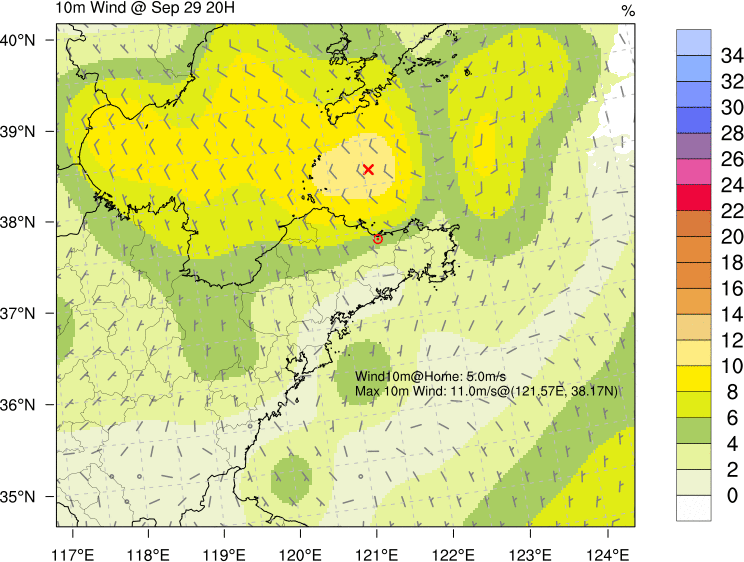 10m Wind @ Sep 29 20H
%
40°N
39°N
38°N
37°N
36°N
35°N
117°E 118°E 119°E 120°E 121°E 122°E 123°E 124°E
Wind10m@Home: 5.0m/s
Max 10m Wind: 11.0m/s@(121.57E, 38.17N)
34
32
30
28
26
24
22
20
18
16
14
12
10
8
6
4
2
0